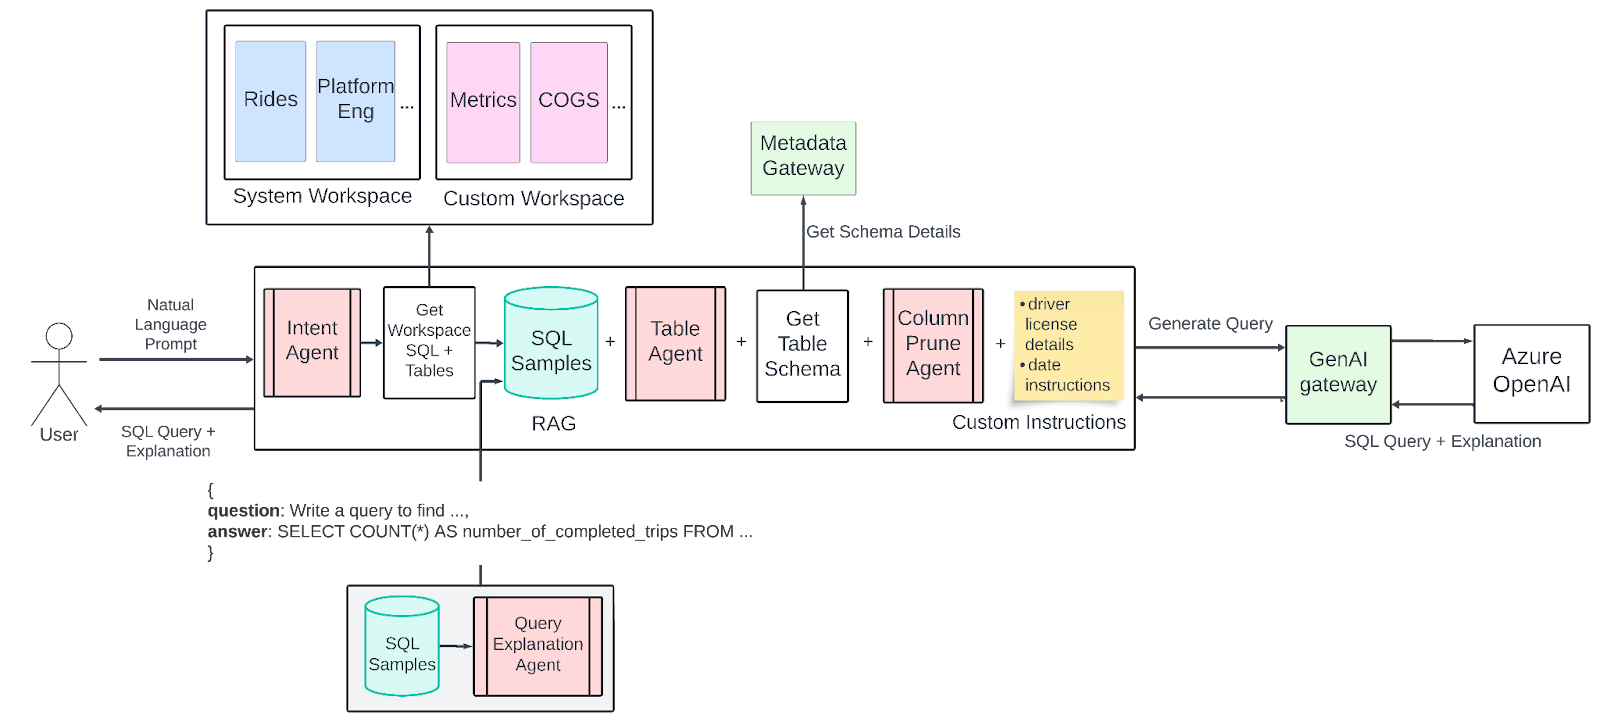 Rides
Platform
Eng
...
Metrics
COGS
...
System Workspace
Custom Workspace
Metadata
Gateway
Get Schema Details
Natual
Language
Prompt
User
SQL Query +
Explanation
Intent
Agent
Get
Workspace
SQL +
Tables
SQL
Samples
+
Table
Agent
+
Get
Table
Schema
+
Column
Prune
Agent
+
• driver
license
details
• date
instructions
RAG
Custom Instructions
Generate Query
GenAI
gateway
Azure
OpenAI
SQL Query + Explanation
{
question: Write a query to find ...,
answer: SELECT COUNT(*) AS number_of_completed_trips FROM ...
}
SQL
Samples
Query
Explanation
Agent